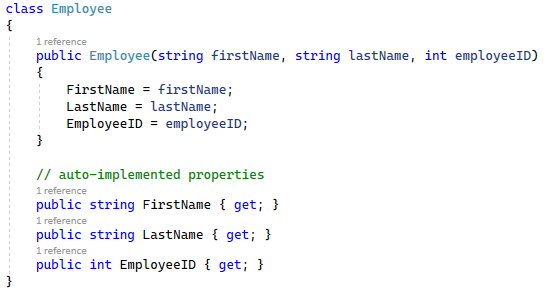 class Employee
{
1 reference
public Employee(string firstName, string lastName, int employeeID)
{
FirstName = firstName;
LastName = lastName;
EmployeeID = employeeID;
}
// auto-implemented properties
1 reference
public string FirstName { get; }
1 reference
public string LastName { get; }
1 reference
public int EmployeeID { get; }
}